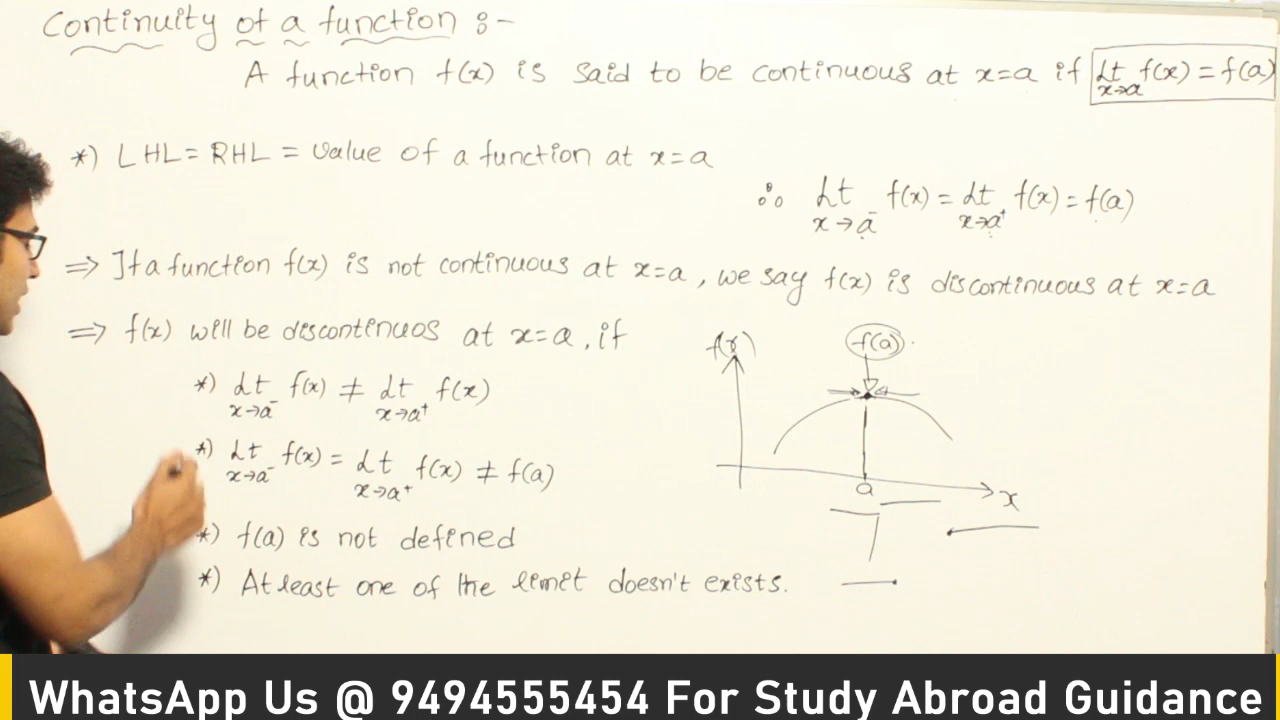 Continuity of a function :-
A function f(x) is said to be continuous at x=a if Lt x→a f(x) = f(a)
*) LHL = RHL = value of a function at x=a
∴ Lt x→a⁻ f(x) = Lt x→a⁺ f(x) = f(a)
⇒ If a function f(x) is not continuous at x=a, we say f(x) is discontinuous at x=a
⇒ f(x) will be discontinuos at x=a, if
*) Lt x→a⁻ f(x) ≠ Lt x→a⁺ f(x)
*) Lt x→a⁻ f(x) = Lt x→a⁺ f(x) ≠ f(a)
*) f(a) is not defined
*) Atleast one of the limit doesn't exists.
f(x)
f(a)
a
x
WhatsApp Us @ 9494555454 For Study Abroad Guidance